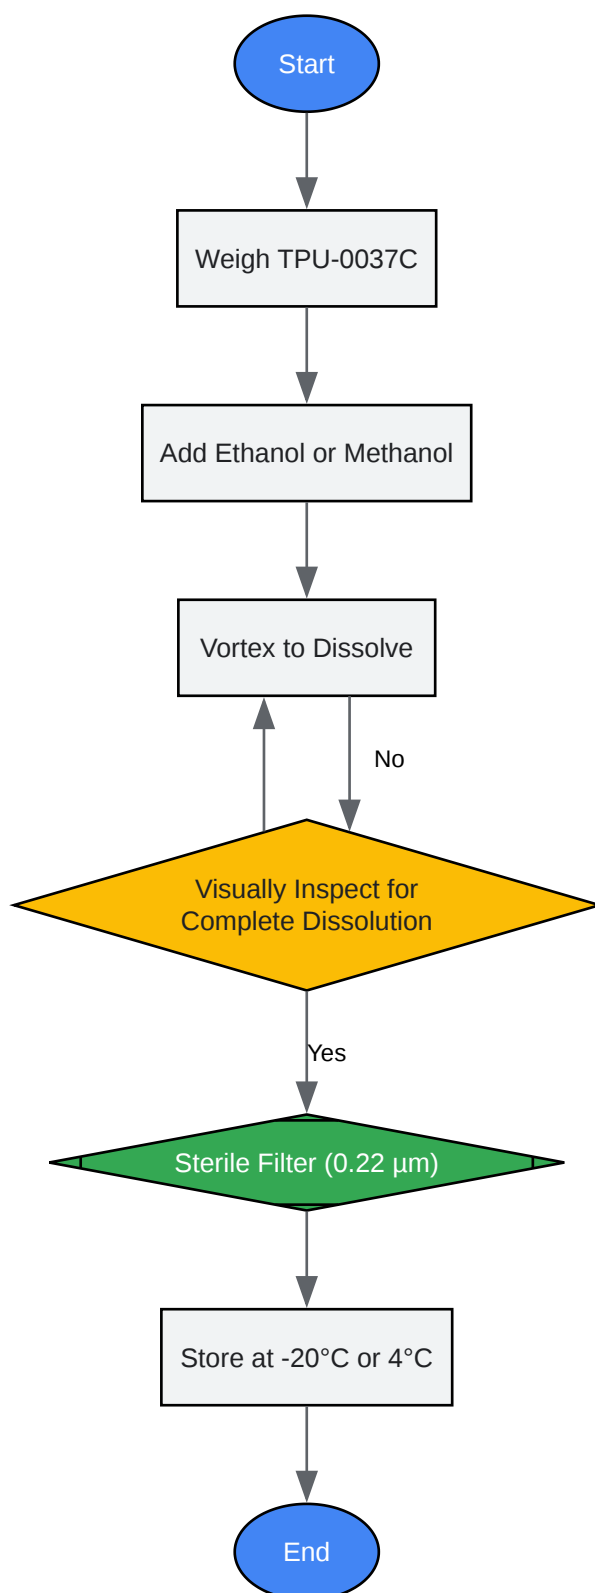 Start
Weigh TPU-0037C
Add Ethanol or Methanol
Vortex to Dissolve
No
Visually Inspect for
Complete Dissolution
Yes
Sterile Filter (0.22 µm)
Store at -20°C or 4°C
End